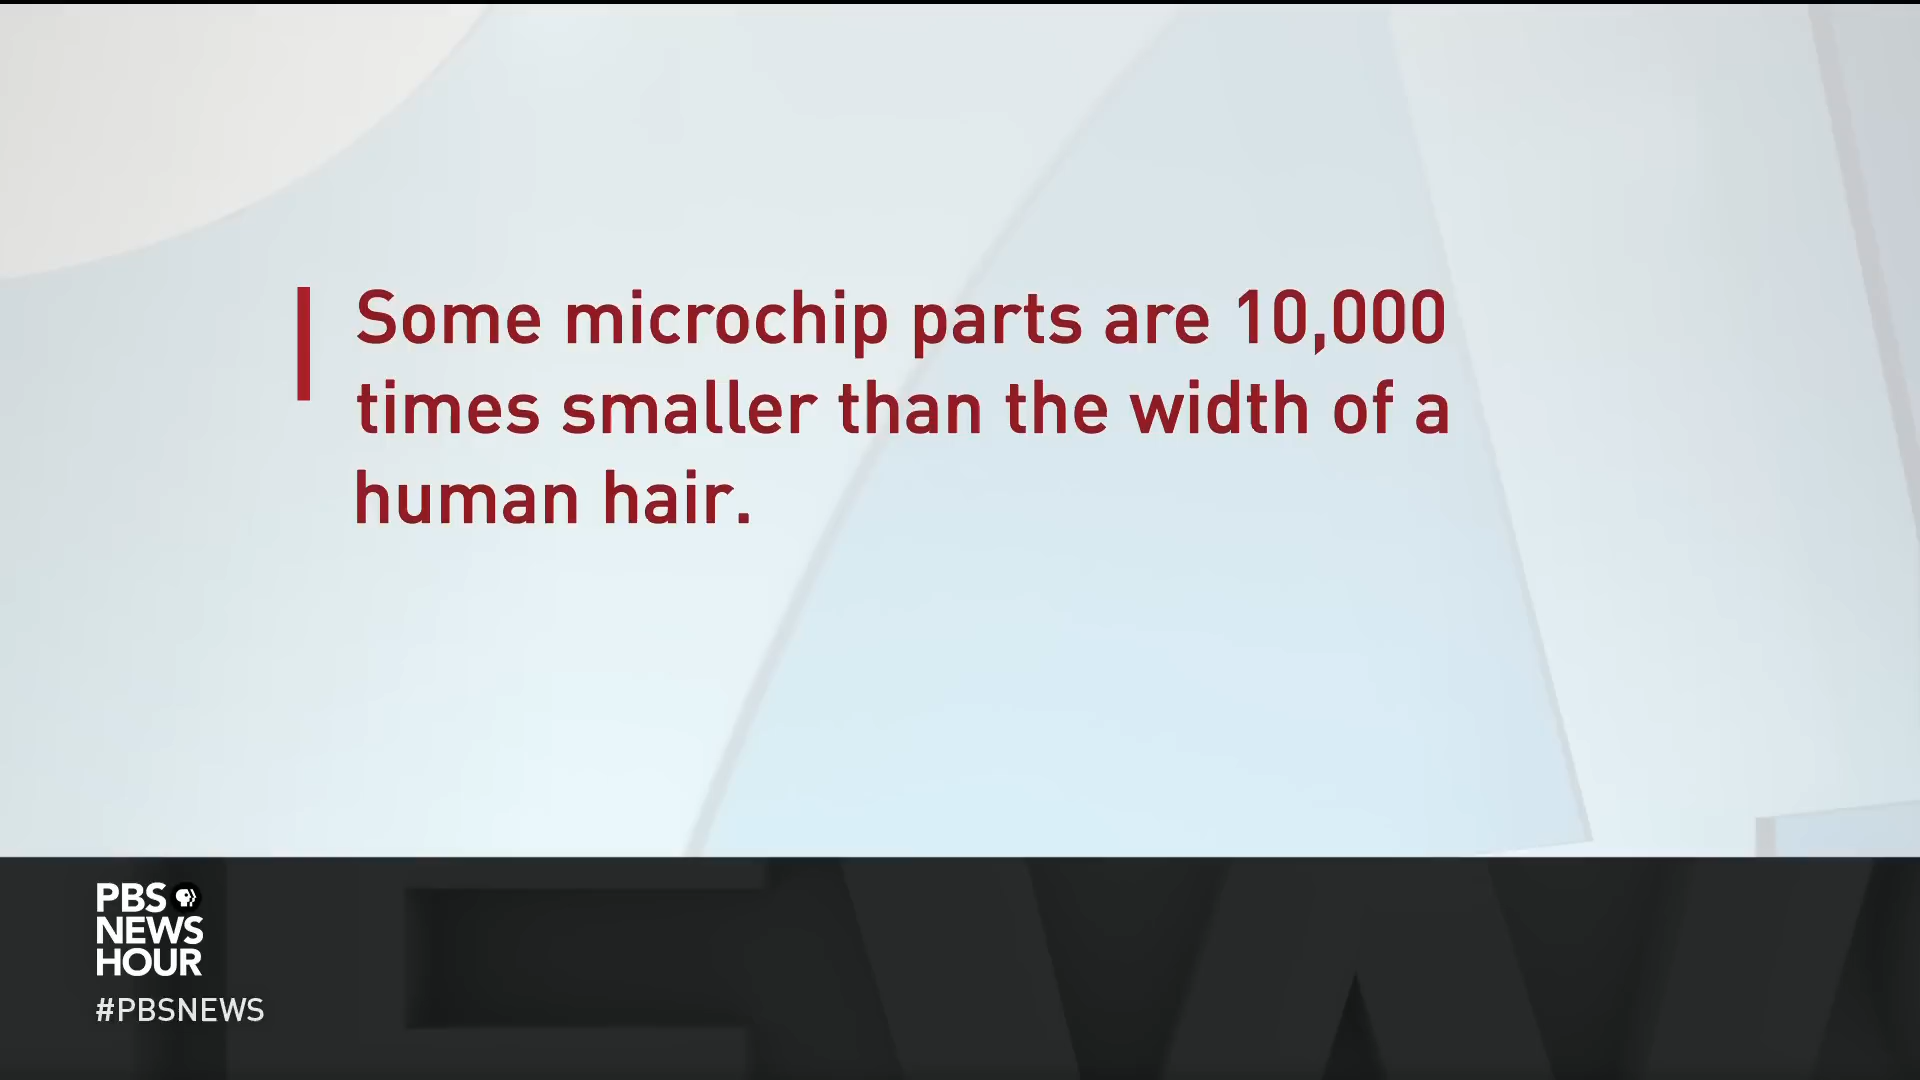 Some microchip parts are 10,000
times smaller than the width of a
human hair.
PBS
NEWS
HOUR
#PBSNEWS